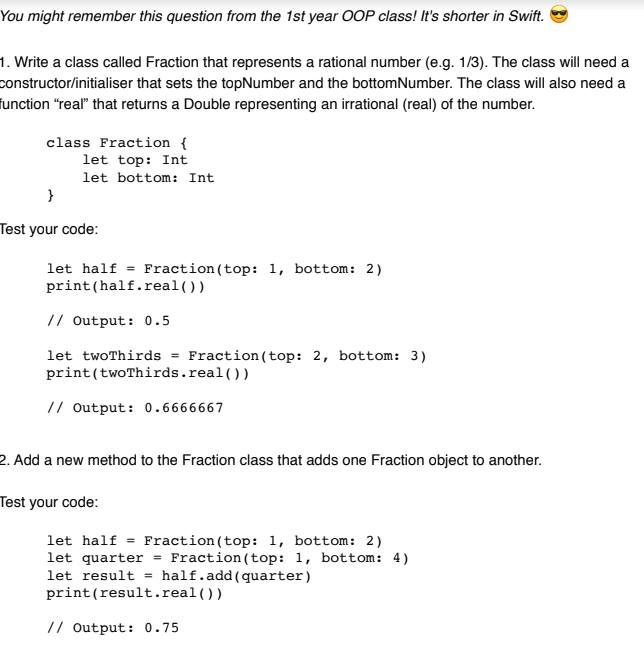 You might remember this question from the 1st year OOP class! It's shorter in Swift. 😎
1. Write a class called Fraction that represents a rational number (e.g. 1/3). The class will need a
constructor/initialiser that sets the topNumber and the bottomNumber. The class will also need a
function “real” that returns a Double representing an irrational (real) of the number.
class Fraction {
    let top: Int
    let bottom: Int
}
Test your code:
let half = Fraction(top: 1, bottom: 2)
print(half.real())
// Output: 0.5
let twoThirds = Fraction(top: 2, bottom: 3)
print(twoThirds.real())
// Output: 0.6666667
2. Add a new method to the Fraction class that adds one Fraction object to another.
Test your code:
let half = Fraction(top: 1, bottom: 2)
let quarter = Fraction(top: 1, bottom: 4)
let result = half.add(quarter)
print(result.real())
// Output: 0.75